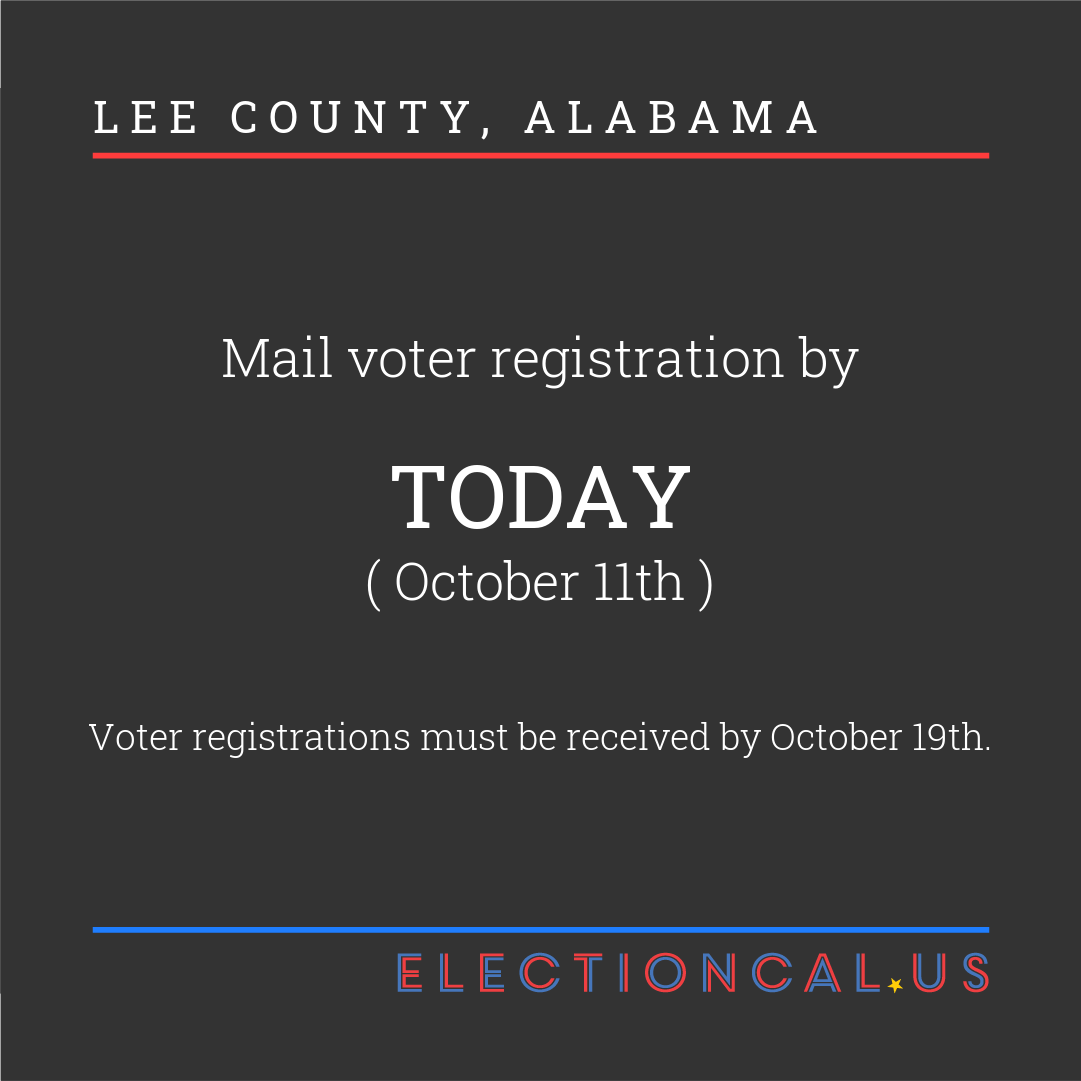 LEE COUNTY, ALABAMA
Mail voter registration by
TODAY
( October 11th )
Voter registrations must be received by October 19th.
ELECTIONCAL.US